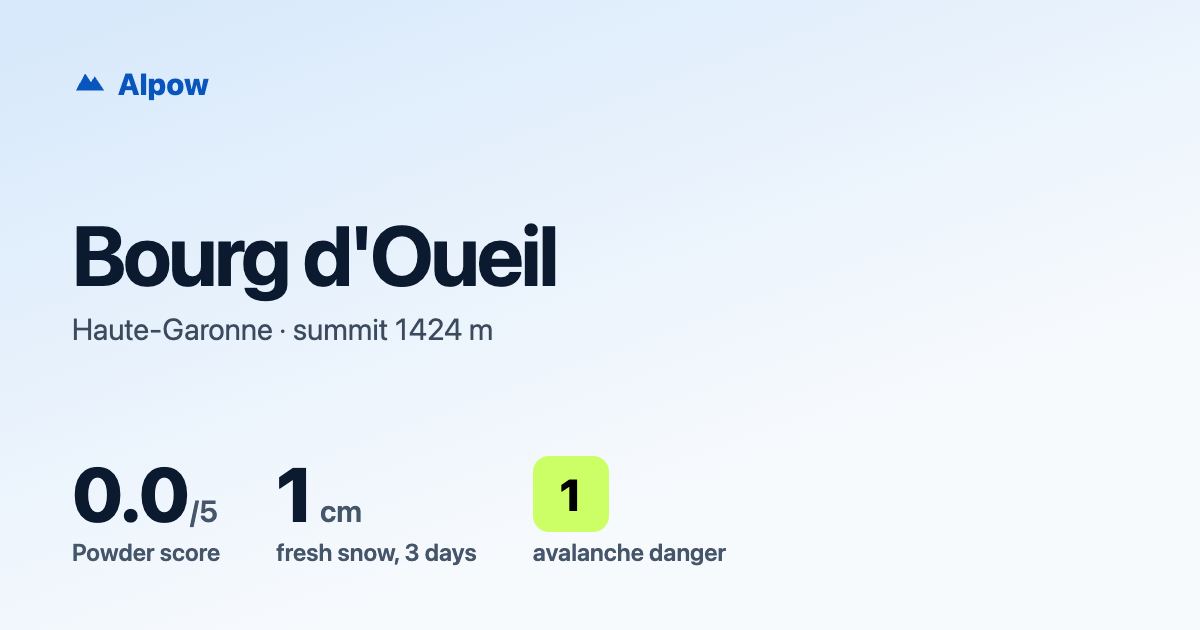 Alpow
Bourg d'Oueil
Haute-Garonne · summit 1424 m
0.0/5
Powder score
1 cm
fresh snow, 3 days
1
avalanche danger